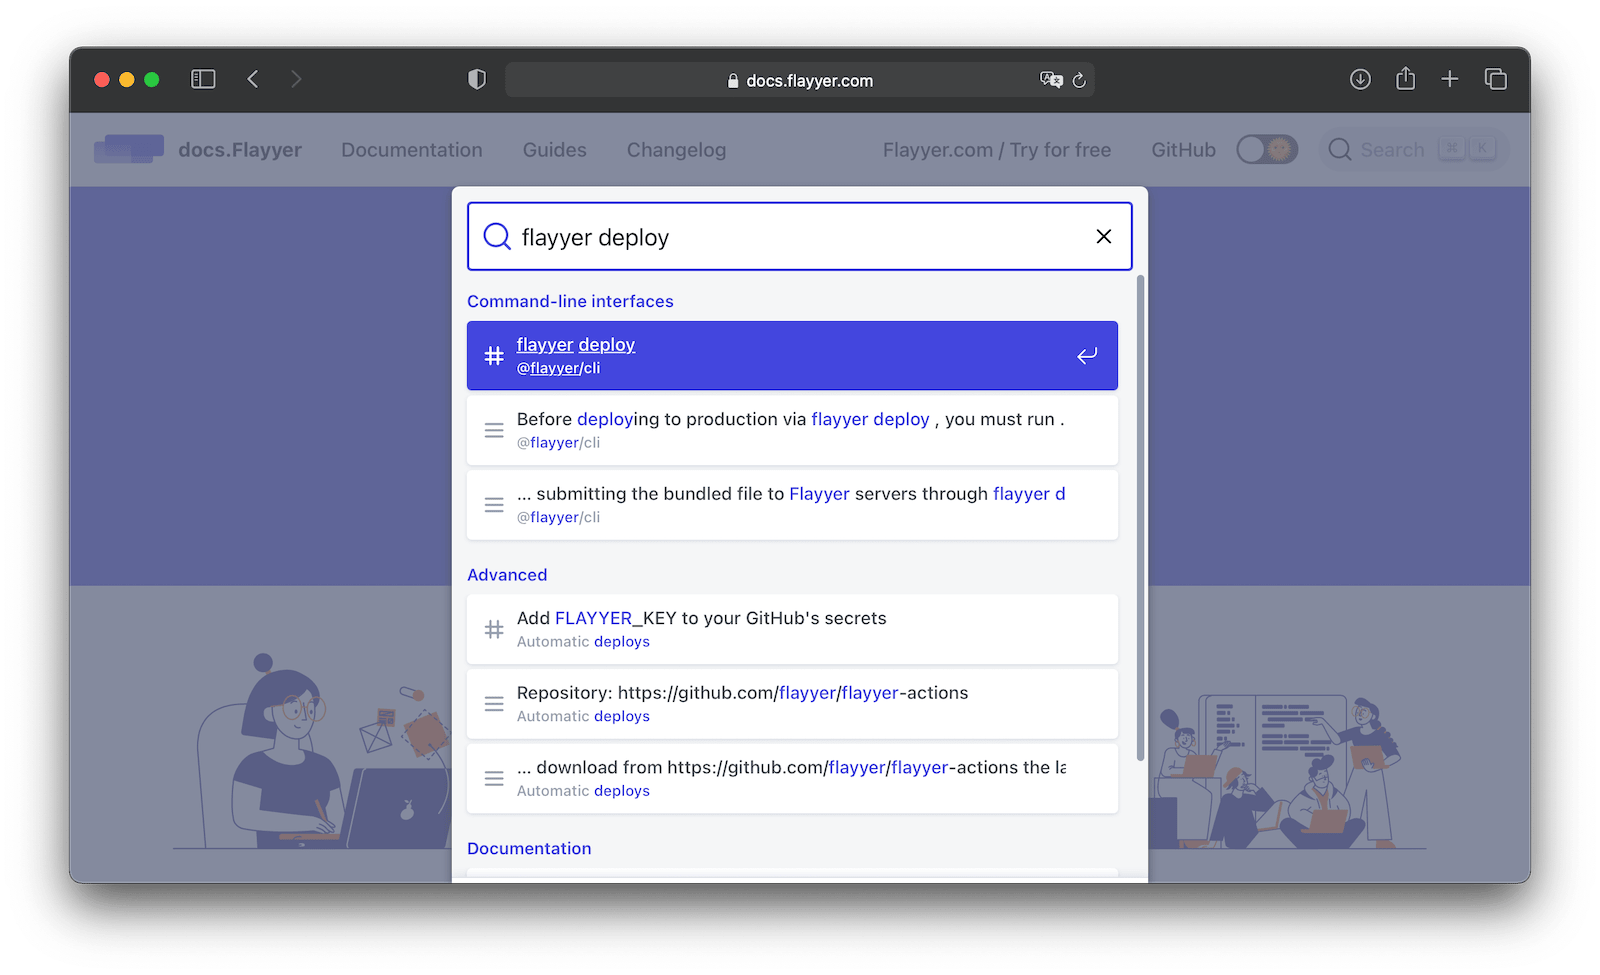 docs.flayyer.com
docs.Flayyer Documentation Guides Changelog Flayyer.com / Try for free GitHub Search ⌘ K
flayyer deploy
Command-line interfaces
flayyer deploy
@flayyer/cli
Before deploying to production via flayyer deploy , you must run .
@flayyer/cli
... submitting the bundled file to Flayyer servers through flayyer d
@flayyer/cli
Advanced
Add FLAYYER_KEY to your GitHub's secrets
Automatic deploys
Repository: https://github.com/flayyer/flayyer-actions
Automatic deploys
... download from https://github.com/flayyer/flayyer-actions the la
Automatic deploys
Documentation